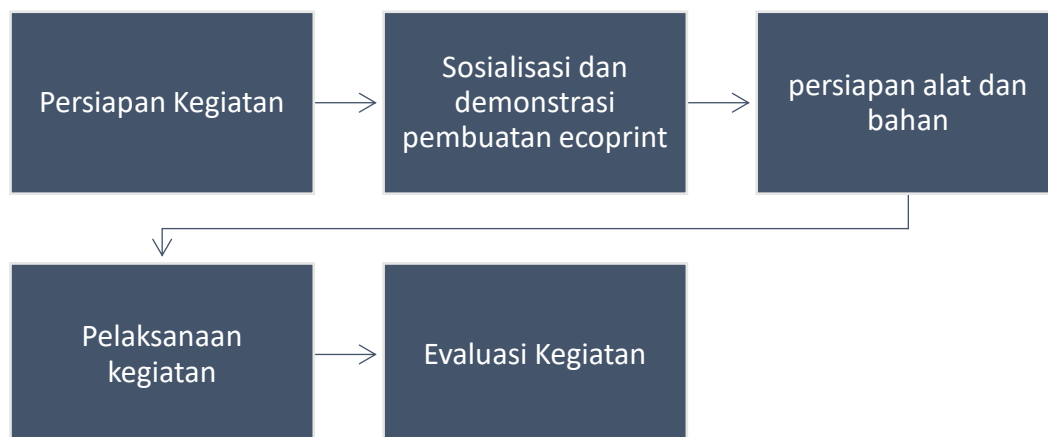 Persiapan Kegiatan
Sosialisasi dan
demonstrasi
pembuatan ecoprint
persiapan alat dan
bahan
Pelaksanaan
kegiatan
Evaluasi Kegiatan